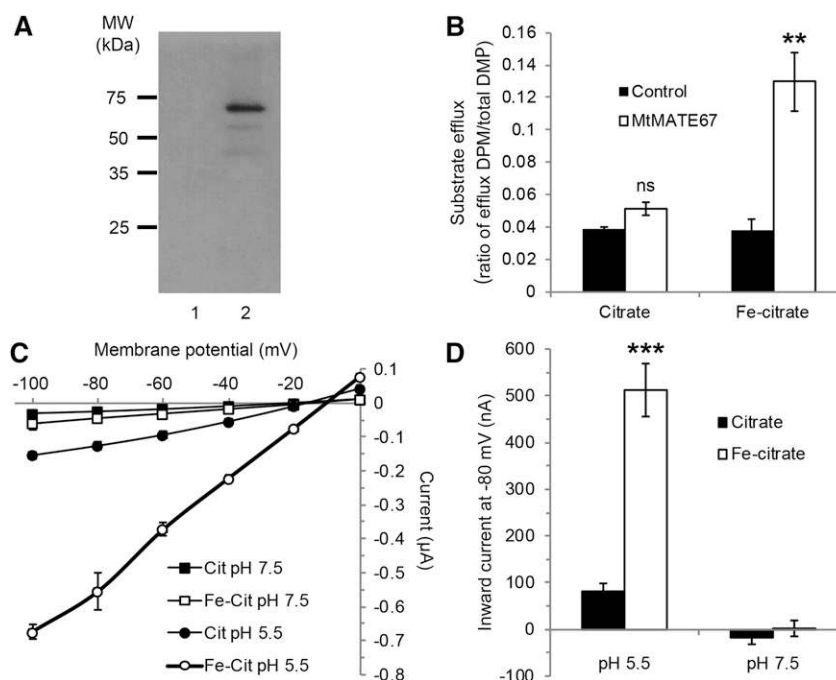 A
MW
(kDa)
75
50
35
25
1 2
B
Substrate efflux
(ratio of efflux DPM/total DMP)
0.16
0.14
0.12
0.1
0.08
0.06
0.04
0.02
0
Control
MtMATE67
ns
**
Citrate Fe-citrate
C
Membrane potential (mV)
-100 -80 -60 -40 -20
0.1
0
-0.1
-0.2
-0.3
-0.4
-0.5
-0.6
-0.7
-0.8
Current (µA)
Cit pH 7.5
Fe-Cit pH 7.5
Cit pH 5.5
Fe-Cit pH 5.5
D
Inward current at -80 mV (nA)
600
500
400
300
200
100
0
-100
***
Citrate
Fe-citrate
pH 5.5 pH 7.5